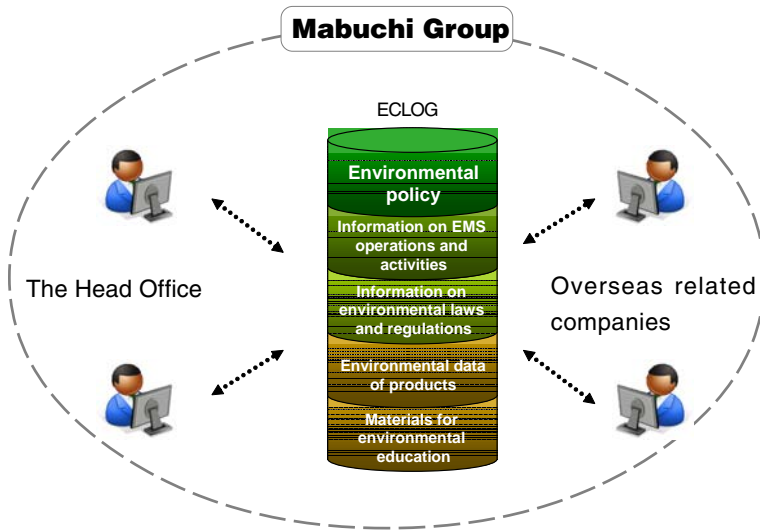 Mabuchi Group
ECLOG
Environmental
policy
Information on EMS
operations and
activities
Information on
environmental laws
and regulations
Environmental data
of products
Materials for
environmental
education
The Head Office
Overseas related
companies